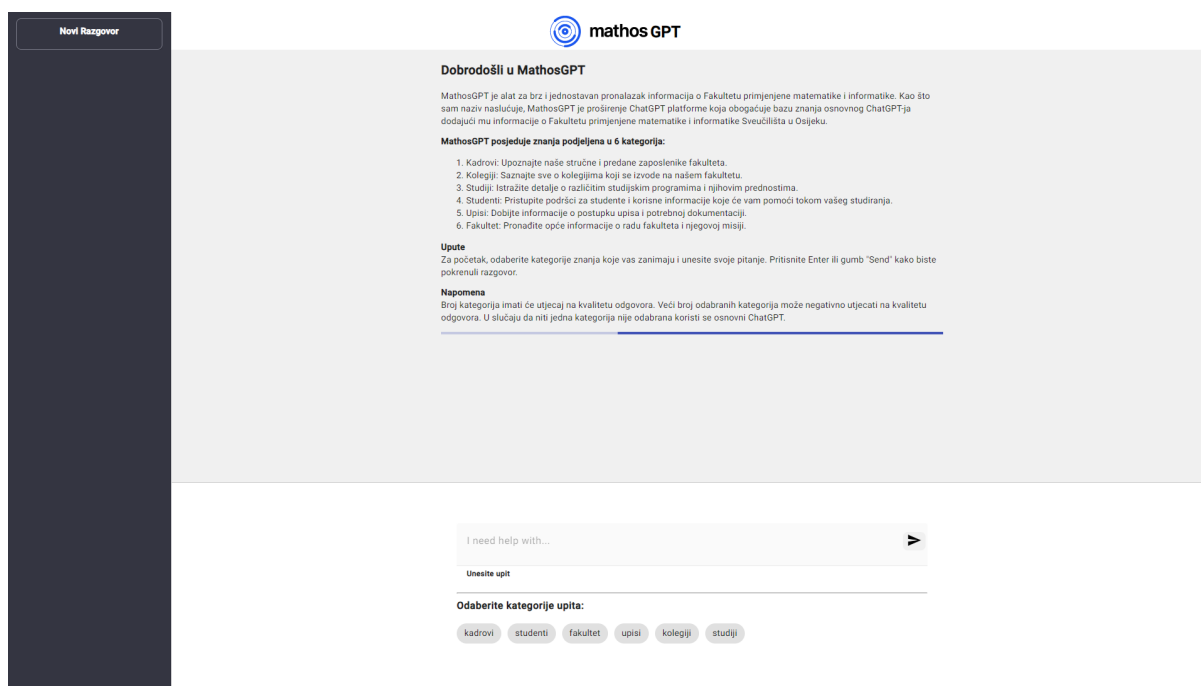 Novi Razgovor
mathos GPT
Dobrodošli u MathosGPT
MathosGPT je alat za brz i jednostavan pronalazak informacija o Fakultetu primjenjene matematike i informatike. Kao što
sam naziv naslućuje, MathosGPT je proširenje ChatGPT platforme koja obogaćuje bazu znanja osnovnog ChatGPT-ja
dodajući mu informacije o Fakultetu primjenjene matematike i informatike Sveučilišta u Osijeku.
MathosGPT posjeduje znanja podjeljena u 6 kategorija:
1. Kadrovi: Upoznajte naše stručne i predane zaposlenike fakulteta.
2. Kolegiji: Saznajte sve o kolegijima koji se izvode na našem fakultetu.
3. Studiji: Istražite detalje o različitim studijskim programima i njihovim prednostima.
4. Studenti: Pristupite podršci za studente i korisne informacije koje će vam pomoći tokom vašeg studiranja.
5. Upisi: Dobijte informacije o postupku upisa i potrebnoj dokumentaciji.
6. Fakultet: Pronađite opće informacije o radu fakulteta i njegovoj misiji.
Upute
Za početak, odaberite kategorije znanja koje vas zanimaju i unesite svoje pitanje. Pritisnite Enter ili gumb "Send" kako biste
pokrenuli razgovor.
Napomena
Broj kategorija imati će utjecaj na kvalitetu odgovora. Veći broj odabranih kategorija može negativno utjecati na kvalitetu
odgovora. U slučaju da niti jedna kategorija nije odabrana koristi se osnovni ChatGPT.
I need help with...
Unesite upit
Odaberite kategorije upita:
kadrovi studenti fakultet upisi kolegiji studiji